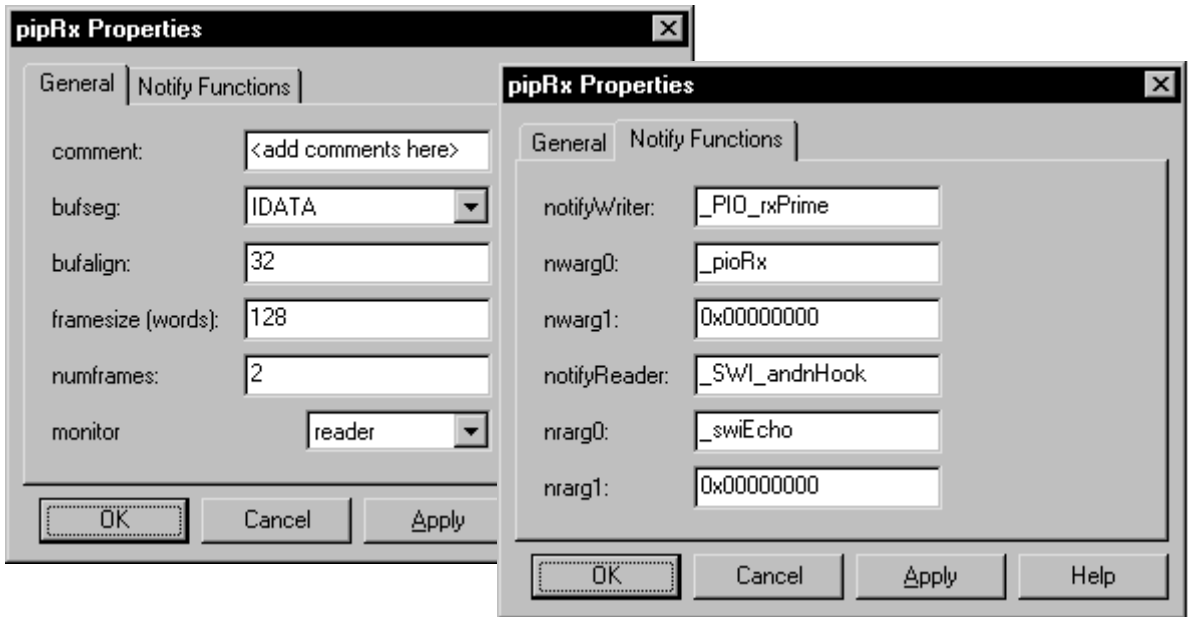 pipRx Properties
General
Notify Functions
comment:
<add comments here>
bufseg:
IDATA
bufalign:
32
framesize (words):
128
numframes:
2
monitor
reader
OK
Cancel
Apply
pipRx Properties
General
Notify Functions
notifyWriter:
_PIO_rxPrime
nwarg0:
_pioRx
nwarg1:
0x00000000
notifyReader:
_SWI_andnHook
nrarg0:
_swiEcho
nrarg1:
0x00000000
OK
Cancel
Apply
Help